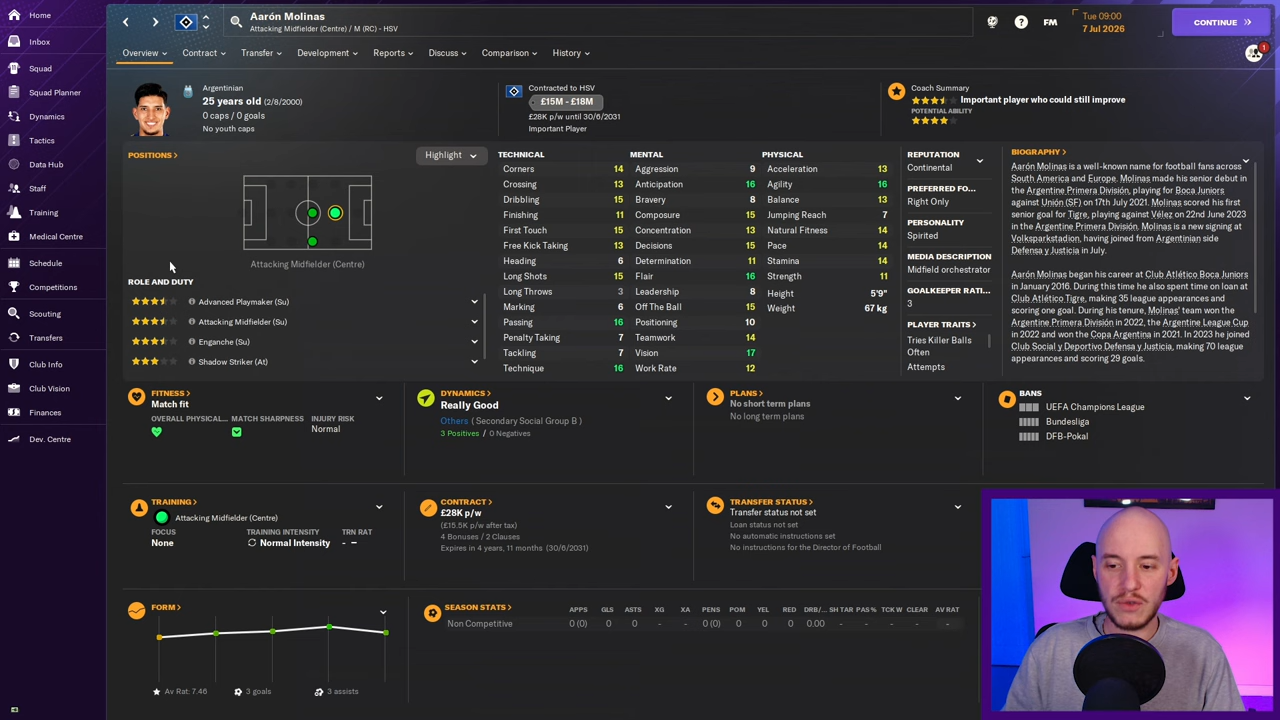 Home
Inbox
Squad
Squad Planner
Dynamics
Tactics
Data Hub
Staff
Training
Medical Centre
Schedule
Competitions
Scouting
Transfers
Club Info
Club Vision
Finances
Dev. Centre
Aarón Molinas
Attacking Midfielder (Centre) / M (RC) - HSV
FM
Tue 09:00
7 Jul 2026
CONTINUE
1
Overview
Contract
Transfer
Development
Reports
Discuss
Comparison
History
Argentinian
25 years old (2/8/2000)
0 caps / 0 goals
No youth caps
Contracted to HSV
£15M - £18M
£28K p/w until 30/6/2031
Important Player
Coach Summary
Important player who could still improve
POTENTIAL ABILITY
POSITIONS
Highlight
Attacking Midfielder (Centre)
ROLE AND DUTY
Advanced Playmaker (Su)
Attacking Midfielder (Su)
Enganche (Su)
Shadow Striker (At)
TECHNICAL
Corners 14
Crossing 13
Dribbling 15
Finishing 11
First Touch 15
Free Kick Taking 13
Heading 6
Long Shots 15
Long Throws 3
Marking 6
Passing 16
Penalty Taking 7
Tackling 7
Technique 16
MENTAL
Aggression 9
Anticipation 16
Bravery 8
Composure 15
Concentration 13
Decisions 15
Determination 11
Flair 16
Leadership 8
Off The Ball 15
Positioning 10
Teamwork 14
Vision 17
Work Rate 12
PHYSICAL
Acceleration 13
Agility 16
Balance 13
Jumping Reach 7
Natural Fitness 14
Pace 14
Stamina 14
Strength 11
Height 5'9"
Weight 67 kg
REPUTATION
Continental
PREFERRED FO...
Right Only
PERSONALITY
Spirited
MEDIA DESCRIPTION
Midfield orchestrator
GOALKEEPER RATI...
3
PLAYER TRAITS
Tries Killer Balls
Often
Attempts
BIOGRAPHY
Aarón Molinas is a well-known name for football fans across
South America and Europe. Molinas made his senior debut in
the Argentine Primera División, playing for Boca Juniors
against Unión (SF) on 17th July 2021. Molinas scored his first
senior goal for Tigre, playing against Vélez on 22nd June 2023
in the Argentine Primera División. Molinas is a new signing at
Volksparkstadion, having joined from Argentinian side
Defensa y Justicia in July.
Aarón Molinas began his career at Club Atlético Boca Juniors
in January 2016. During this time he also spent time on loan at
Club Atlético Tigre, making 35 league appearances and
scoring one goal. During his tenure, Molinas' team won the
Argentine Primera División in 2022, the Argentine League Cup
in 2022 and won the Copa Argentina in 2021. In 2023 he joined
Club Social y Deportivo Defensa y Justicia, making 70 league
appearances and scoring 29 goals.
FITNESS
Match fit
OVERALL PHYSICAL...
MATCH SHARPNESS
INJURY RISK
Normal
DYNAMICS
Really Good
Others ( Secondary Social Group B )
3 Positives / 0 Negatives
PLANS
No short term plans
No long term plans
BANS
UEFA Champions League
Bundesliga
DFB-Pokal
TRAINING
Attacking Midfielder (Centre)
FOCUS
None
TRAINING INTENSITY
Normal Intensity
TRN RAT
- –
CONTRACT
£28K p/w
(£15.5K p/w after tax)
4 Bonuses / 2 Clauses
Expires in 4 years, 11 months (30/6/2031)
TRANSFER STATUS
Transfer status not set
Loan status not set
No automatic instructions set
No instructions for the Director of Football
FORM
Av Rat: 7.46
3 goals
3 assists
SEASON STATS
APPS GLS ASTS XG XA PENS POM YEL RED DRB/... SH TAR PAS % TCK W CLEAR AV RAT
Non Competitive 0 (0) 0 0 - - 0 (0) 0 0 0 0.00 - - - - -